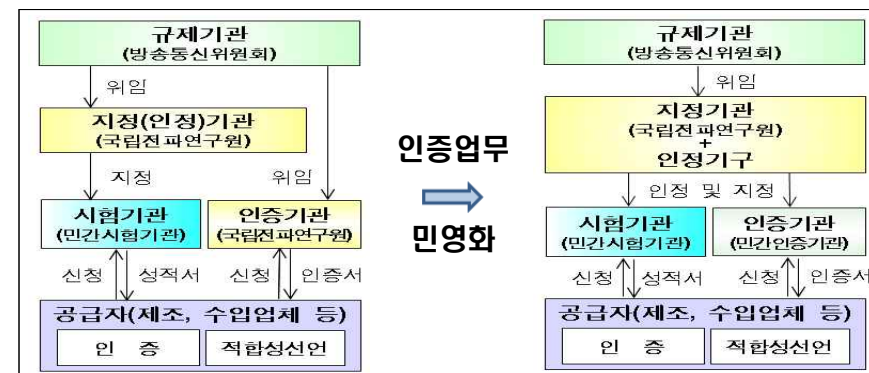 규제기관
(방송통신위원회)
위임
지정(인정)기관
(국립전파연구원)
지정
위임
시험기관
(민간시험기관)
인증기관
(국립전파연구원)
신청
성적서
신청
인증서
공급자(제조, 수입업체 등)
인 증
적합성선언
인증업무
민영화
규제기관
(방송통신위원회)
위임
지정기관
(국립전파연구원)
+
인정기구
인정 및 지정
시험기관
(민간시험기관)
인증기관
(민간인증기관)
신청
성적서
신청
인증서
공급자(제조, 수입업체 등)
인 증
적합성선언